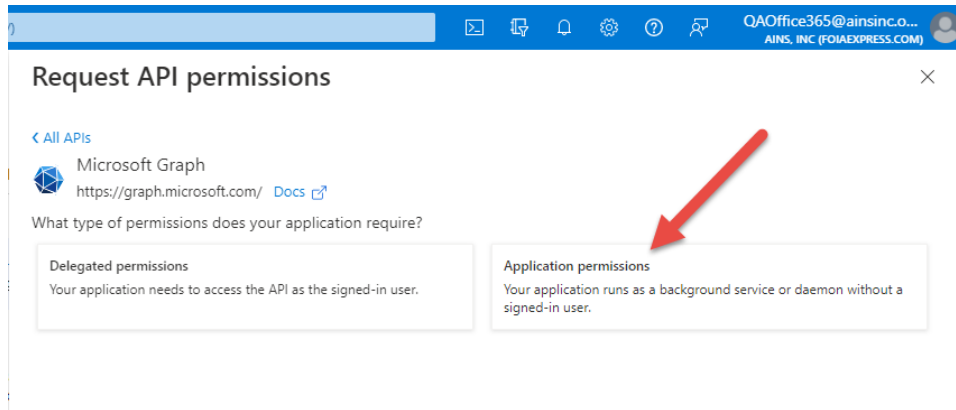 QAOffice365@ainsinc.o...
AINS, INC (FOIAEXPRESS.COM)
Request API permissions
All APIs
Microsoft Graph
https://graph.microsoft.com/ Docs
What type of permissions does your application require?
Delegated permissions
Your application needs to access the API as the signed-in user.
Application permissions
Your application runs as a background service or daemon without a
signed-in user.